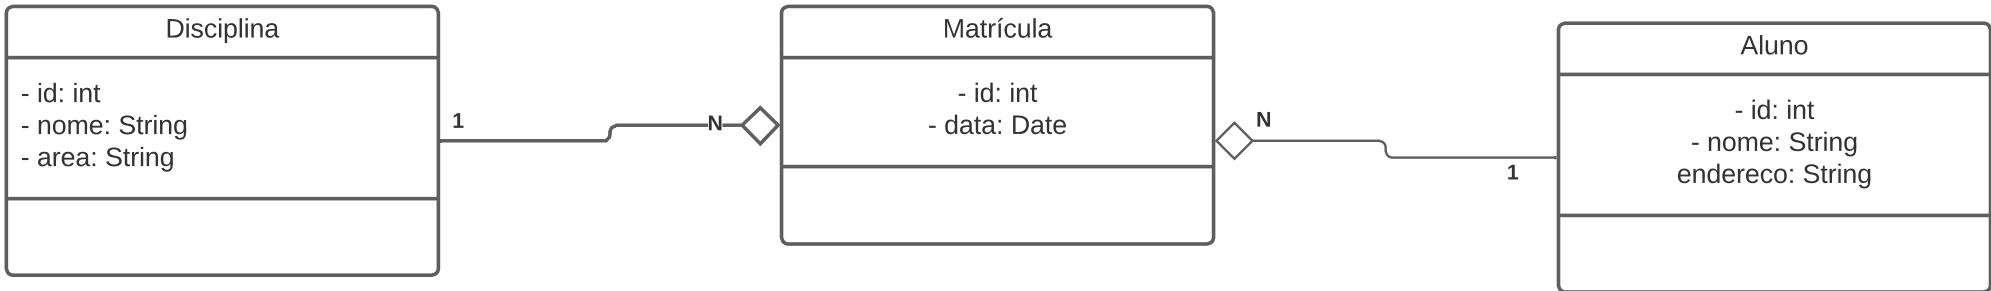 Disciplina
- id: int
- nome: String
- area: String
1
N
Matrícula
- id: int
- data: Date
N
1
Aluno
- id: int
- nome: String
endereco: String